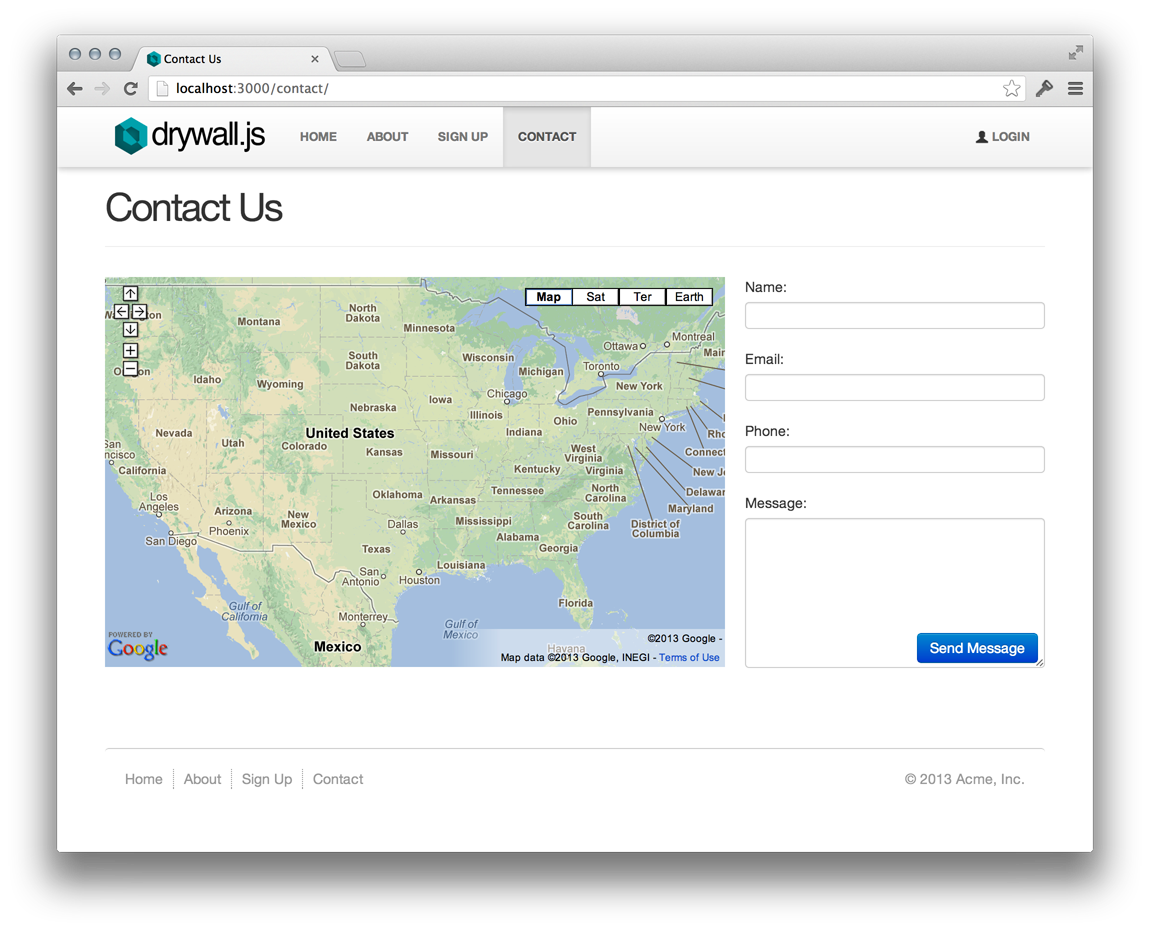 Contact Us
localhost:3000/contact/
drywall.js HOME ABOUT SIGN UP CONTACT LOGIN
Contact Us
Map Sat Ter Earth
North Dakota
Montana
Minnesota
Ottawa
Montreal
South Dakota
Wisconsin
Michigan
Toronto
Idaho
Wyoming
New York
Iowa
Chicago
Nebraska
Illinois
Pennsylvania
Ohio
New York
Nevada
Utah
United States
Colorado
Indiana
Kansas
Missouri
West Virginia
Kentucky
Virginia
California
Los Angeles
Oklahoma
Arkansas
Tennessee
North Carolina
Maryland
Arizona
New Mexico
Phoenix
Dallas
Mississippi
South Carolina
District of Columbia
San Diego
Alabama
Georgia
Texas
San Antonio
Houston
Louisiana
Florida
Gulf of California
Monterrey
Gulf of Mexico
Mexico
Havana
POWERED BY
Google
©2013 Google -
Map data ©2013 Google, INEGI - Terms of Use
Name:
Email:
Phone:
Message:
Send Message
Home About Sign Up Contact
© 2013 Acme, Inc.